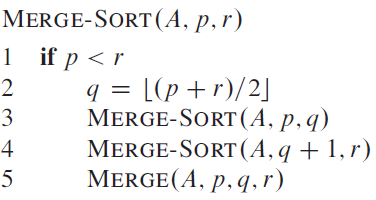 MERGE-SORT(A, p, r)
1 if p < r
2 q = ⌊(p + r)/2⌋
3 MERGE-SORT(A, p, q)
4 MERGE-SORT(A, q + 1, r)
5 MERGE(A, p, q, r)